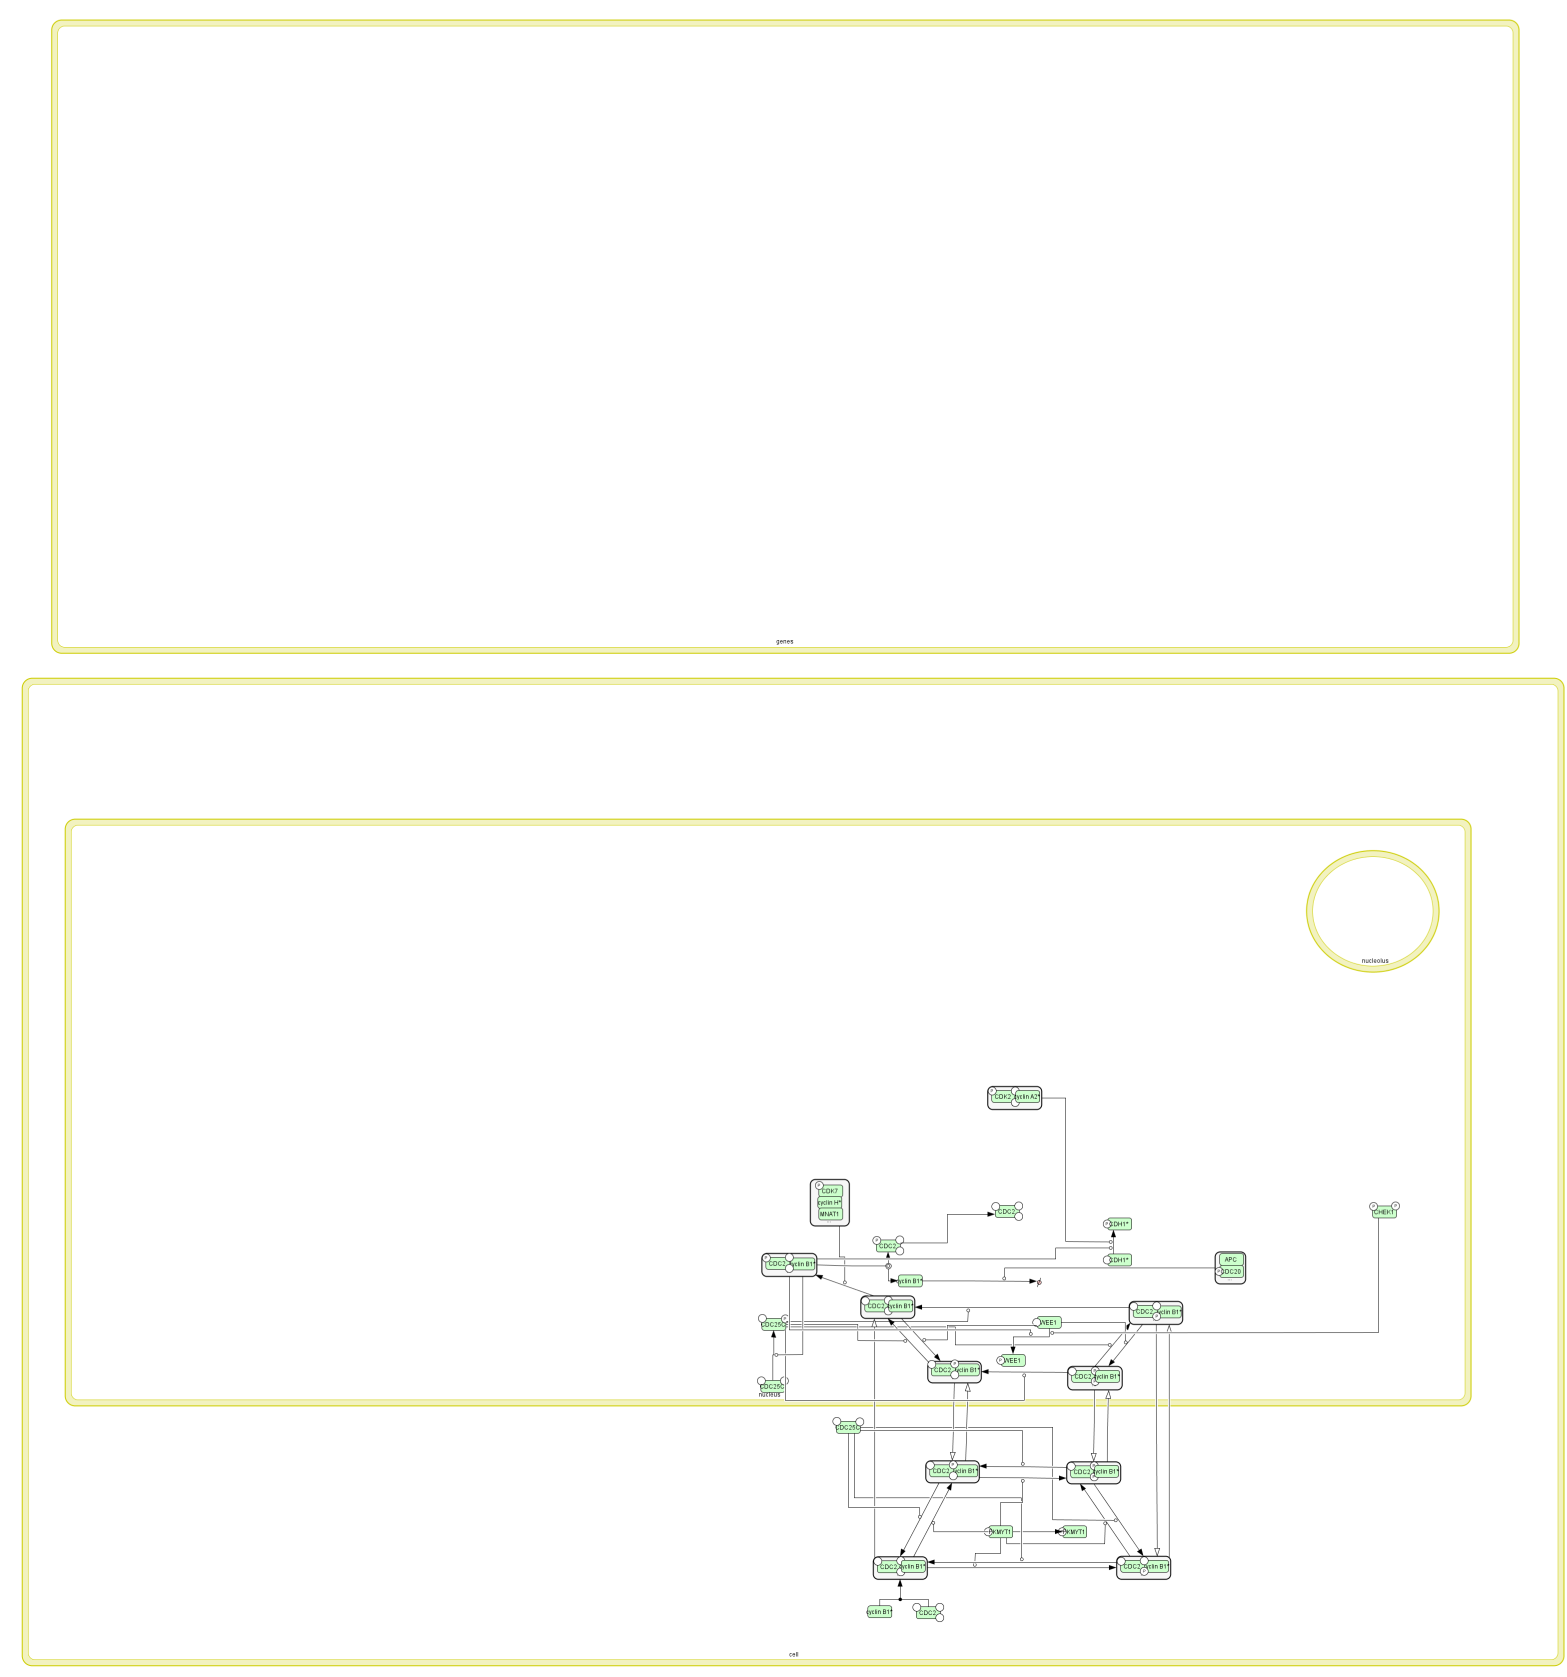 genes
nucleolus
P
CDK2
cyclin A2*
P
CDK7
cyclin H*
MNAT1
CDC2
P
P
CHEK1
P
CDH1*
P
CDC2
CDH1*
APC
P
CDC20
P
CDC2
cyclin B1*
cyclin B1*
CDC2
cyclin B1*
CDC2
cyclin B1*
P
P
CDC25C
WEE1
P
WEE1
P
CDC2
cyclin B1*
P
CDC2
cyclin B1*
CDC25C
nucleus
CDC25C
P
CDC2
cyclin B1*
P
CDC2
cyclin B1*
PKMYT1
PKMYT1
CDC2
cyclin B1*
CDC2
cyclin B1*
P
cyclin B1*
CDC2
cell